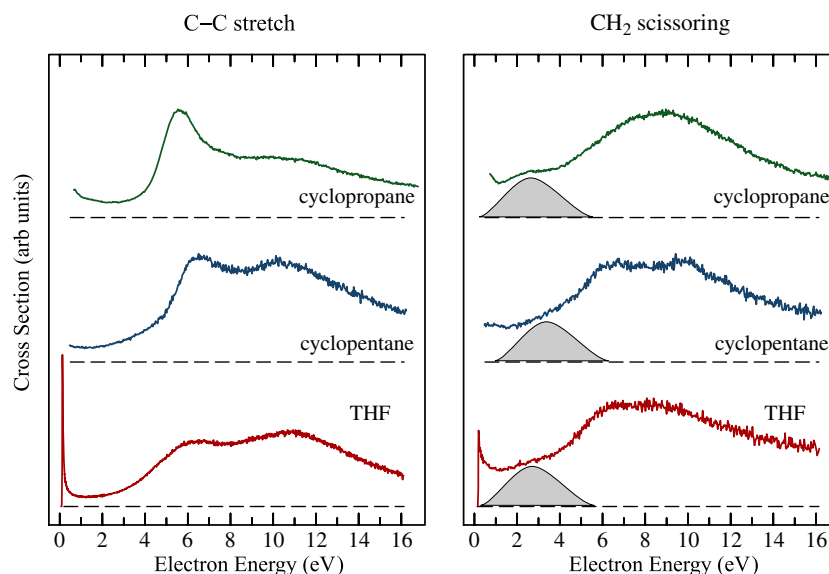 C−C stretch
CH₂ scissoring
Cross Section (arb units)
cyclopropane
cyclopentane
THF
0 2 4 6 8 10 12 14 16
Electron Energy (eV)
cyclopropane
cyclopentane
THF
0 2 4 6 8 10 12 14 16
Electron Energy (eV)